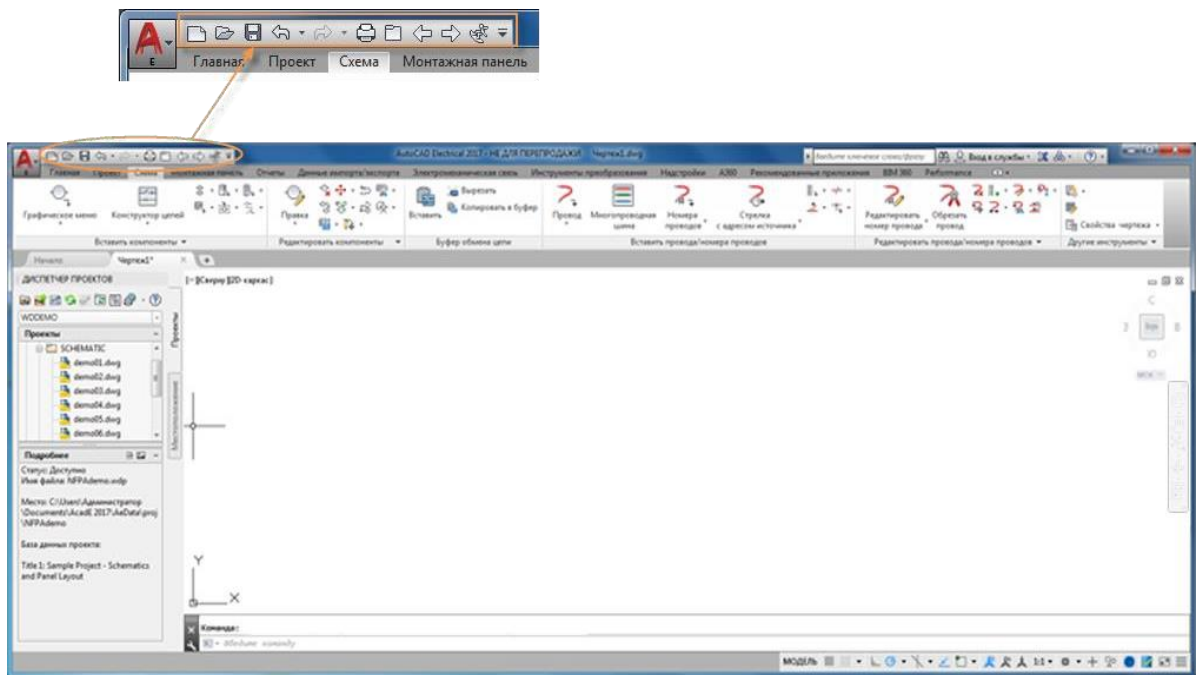 E
Главная Проект Схема Монтажная панель
AutoCAD Electrical 2017 - НЕ ДЛЯ ПЕРЕПРОДАЖИ Чертеж1.dwg
Введите ключевое слово/фразу
Вход в службы
Главная Проект Схема Монтажная панель Отчеты Данные импорта/экспорта Электромеханическая связь Инструменты преобразования Надстройки A360 Рекомендованные приложения BIM 360 Performance
Графическое меню
Конструктор цепей
Вставить компоненты
Правка
Редактировать компоненты
Вставить
Вырезать
Копировать в буфер
Буфер обмена цепи
Провод
Многопроводная шина
Номера проводов
Стрелка с адресом источника
Вставить провода/номера проводов
Редактировать номер провода
Обрезать провод
Редактировать провода/номера проводов
Свойства чертежа
Другие инструменты
Начало
Чертеж1*
ДИСПЕТЧЕР ПРОЕКТОВ
WDDEMO
Проекты
SCHEMATIC
demo01.dwg
demo02.dwg
demo03.dwg
demo04.dwg
demo05.dwg
demo06.dwg
Подробнее
Статус: Доступно
Имя файла: NFPAdemo.wdp
Место: C:\Users\Администратор
\Documents\AcadE 2017\AeData\proj
\NFPAdemo
База данных проекта:
Title 1: Sample Project - Schematics
and Panel Layout
Проекты
Местоположение
[-][Сверху][2D-каркас]
С
З
В
Ю
МСК
Y
X
Команда:
Введите команду
МОДЕЛЬ
1:1